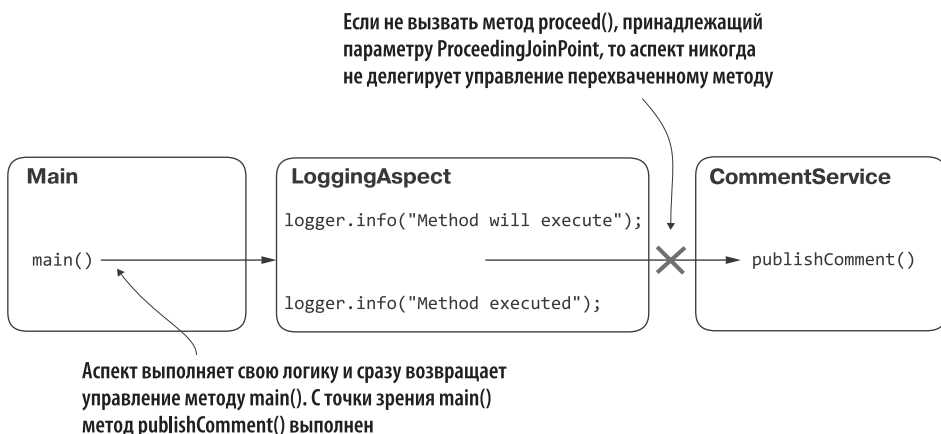 Если не вызвать метод proceed(), принадлежащий
параметру ProceedingJoinPoint, то аспект никогда
не делегирует управление перехваченному методу
Main
LoggingAspect
CommentService
logger.info("Method will execute");
main()
publishComment()
logger.info("Method executed");
Аспект выполняет свою логику и сразу возвращает
управление методу main(). С точки зрения main()
метод publishComment() выполнен